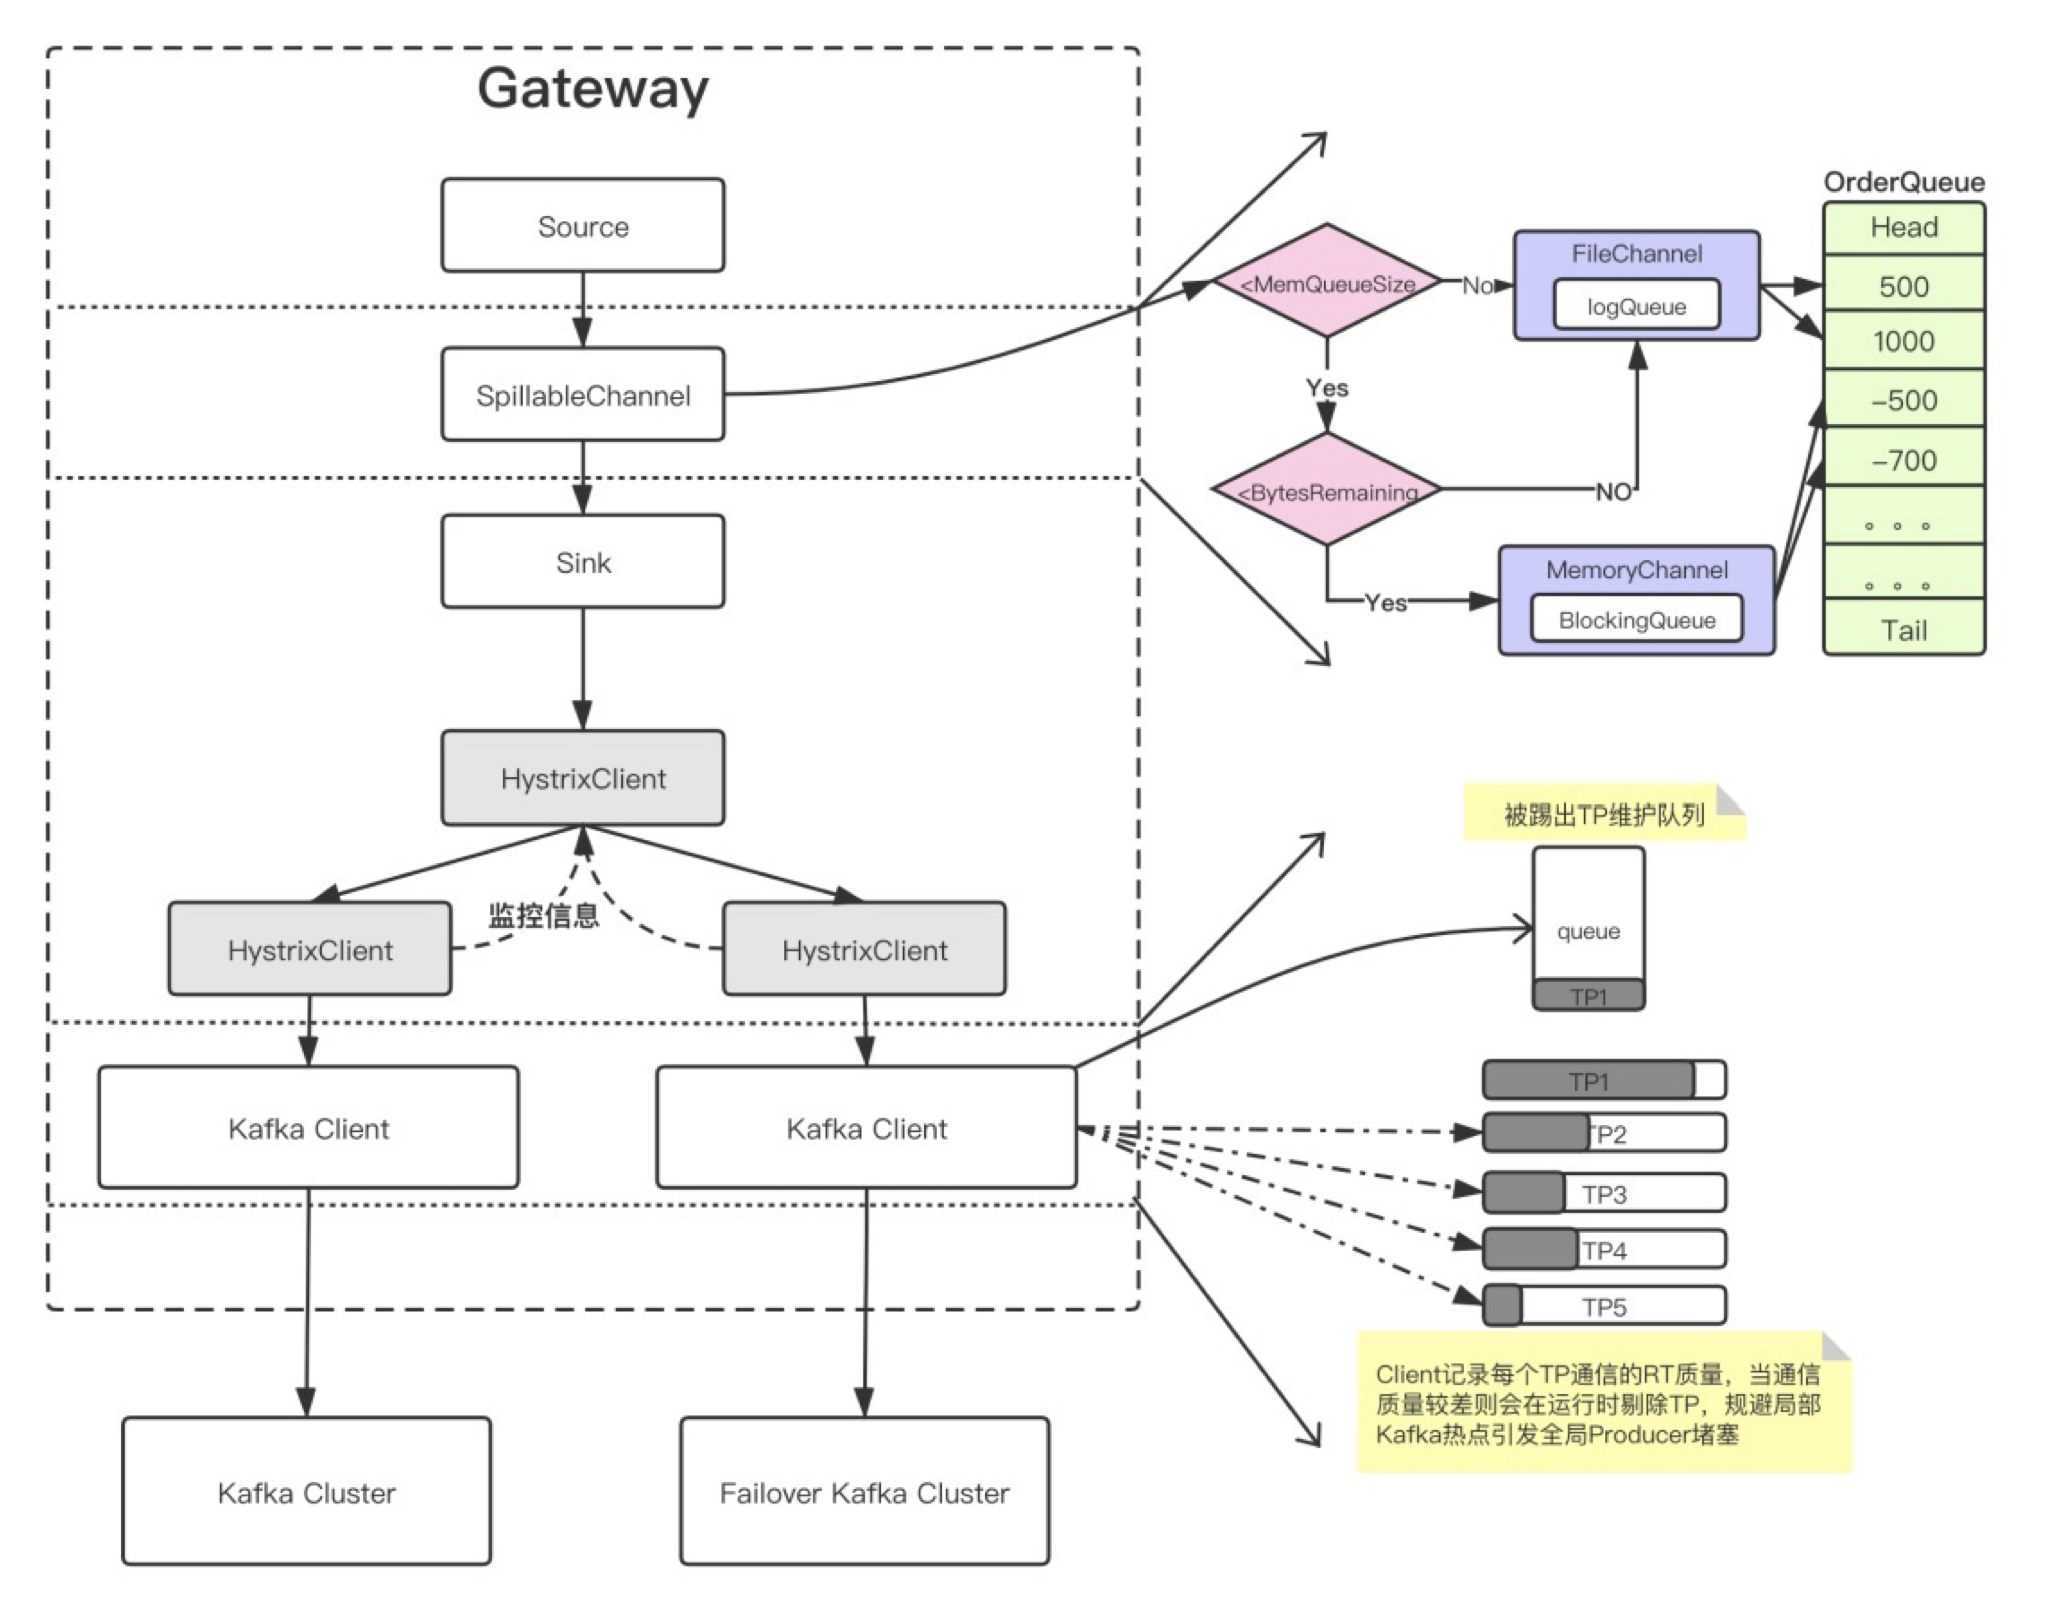 Gateway
Source
SpillableChannel
Sink
HystrixClient
监控信息
HystrixClient
HystrixClient
Kafka Client
Kafka Client
Kafka Cluster
Failover Kafka Cluster
<MemQueueSize
No
Yes
<BytesRemaining
NO
Yes
FileChannel
logQueue
MemoryChannel
BlockingQueue
OrderQueue
Head
500
1000
-500
-700
。。。
。。。
Tail
被踢出TP维护队列
queue
TP1
TP1
TP2
TP3
TP4
TP5
Client记录每个TP通信的RT质量，当通信
质量较差则会在运行时剔除TP，规避局部
Kafka热点引发全局Producer堵塞